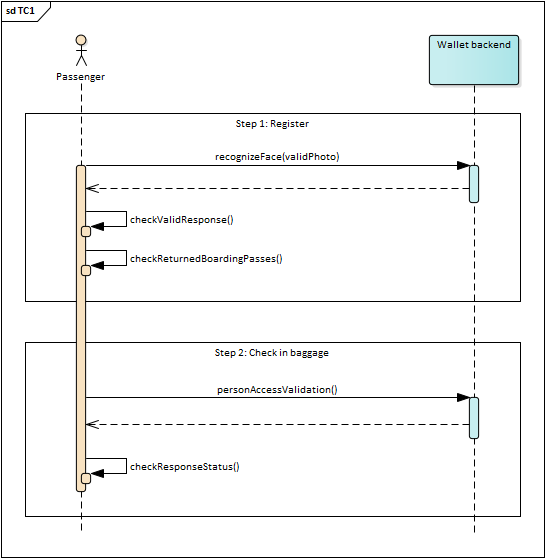 sd TC1
Passenger
Wallet backend
Step 1: Register
recognizeFace(validPhoto)
checkValidResponse()
checkReturnedBoardingPasses()
Step 2: Check in baggage
personAccessValidation()
checkResponseStatus()